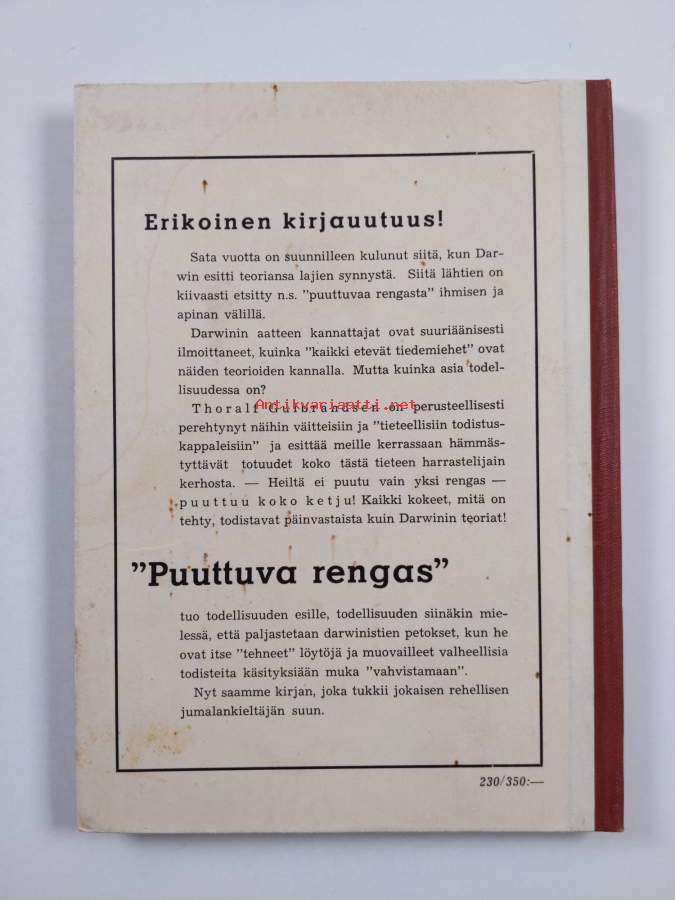 Erikoinen kirjauutuus!
Sata vuotta on suunnilleen kulunut siitä, kun Dar-
win esitti teoriansa lajien synnystä. Siitä lähtien on
kiivaasti etsitty n.s. "puuttuvaa rengasta" ihmisen ja
apinan välillä.
Darwinin aatteen kannattajat ovat suuriäänisesti
ilmoittaneet, kuinka "kaikki etevät tiedemiehet" ovat
näiden teorioiden kannalla. Mutta kuinka asia todel-
lisuudessa on?
Antikvariaatti.net
Thoralf Gulbrandsen on perusteellisesti
perehtynyt näihin väitteisiin ja "tieteellisiin todistus-
kappaleisiin" ja esittää meille kerrassaan hämmäs-
tyttävät totuudet koko tästä tieteen harrastelijain
kerhosta. — Heiltä ei puutu vain yksi rengas —
puuttuu koko ketju! Kaikki kokeet, mitä on
tehty, todistavat päinvastaista kuin Darwinin teoriat!
"Puuttuva rengas"
tuo todellisuuden esille, todellisuuden siinäkin mie-
lessä, että paljastetaan darwinistien petokset, kun he
ovat itse "tehneet" löytöjä ja muovailleet valheellisia
todisteita käsityksiään muka "vahvistamaan".
Nyt saamme kirjan, joka tukkii jokaisen rehellisen
jumalankieltäjän suun.
230/350:—